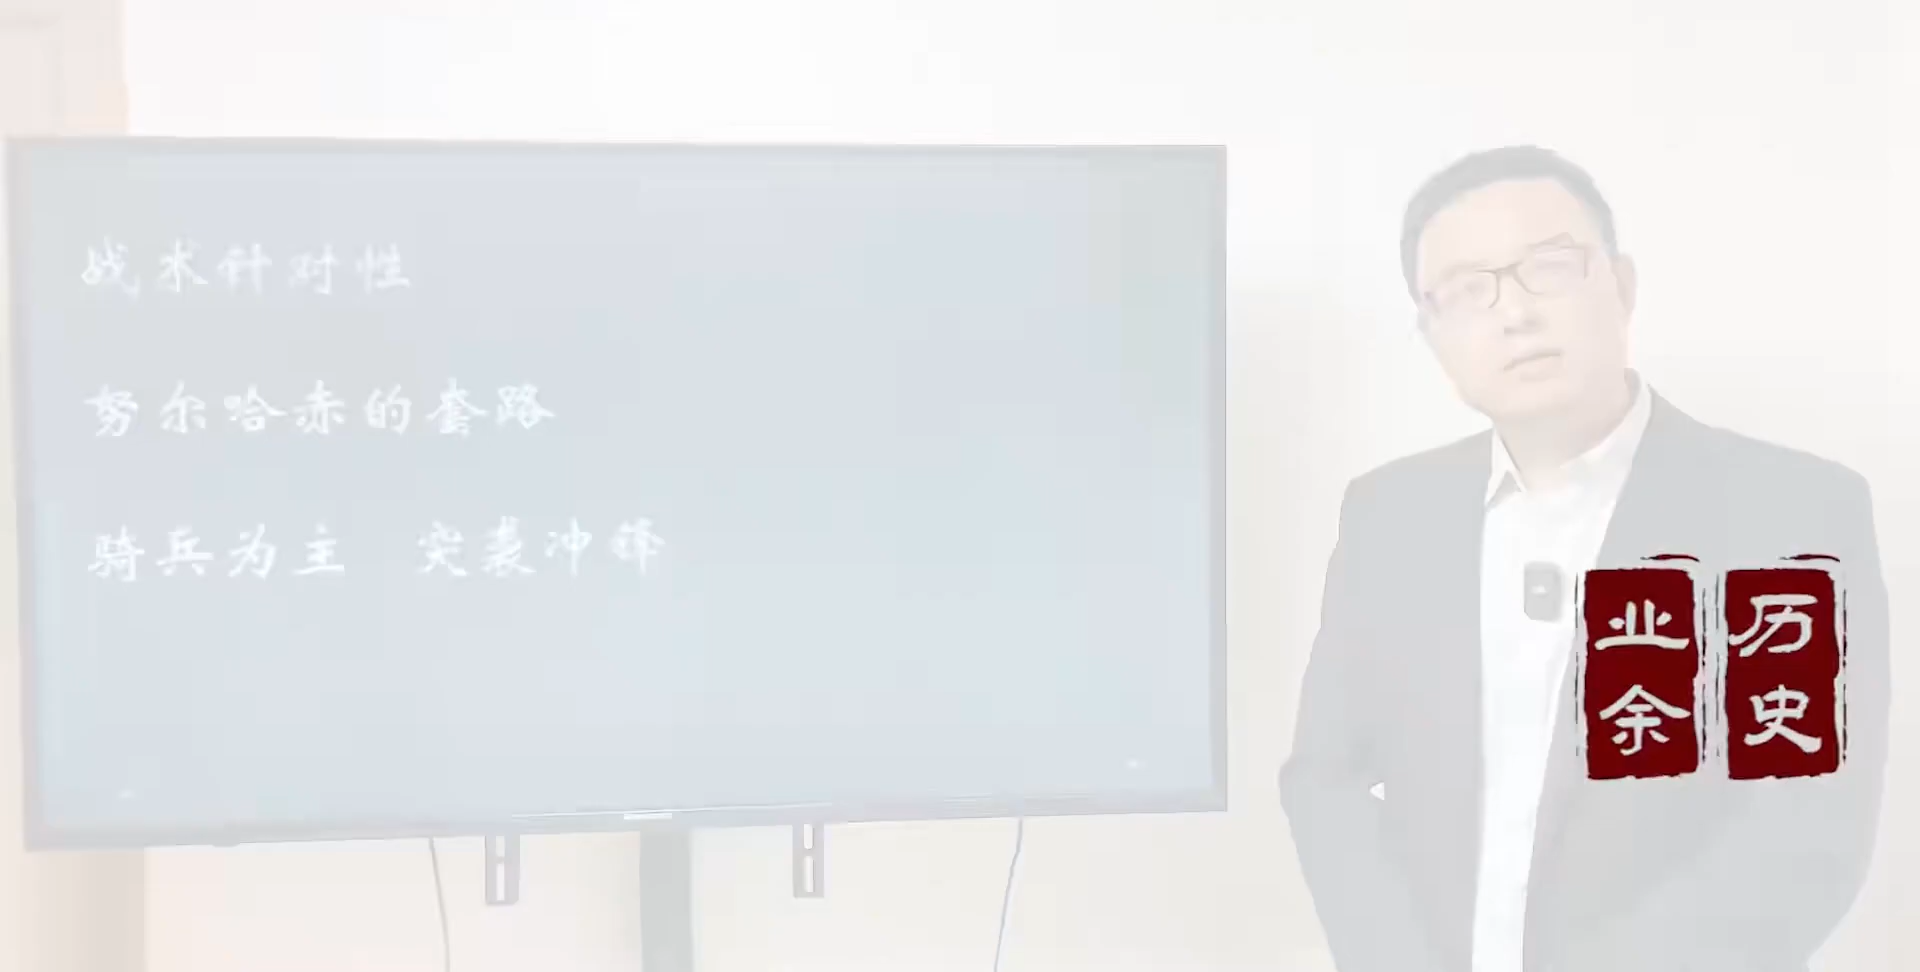 战术针对性
努尔哈赤的套路
骑兵为主 突袭冲锋
历史
业余